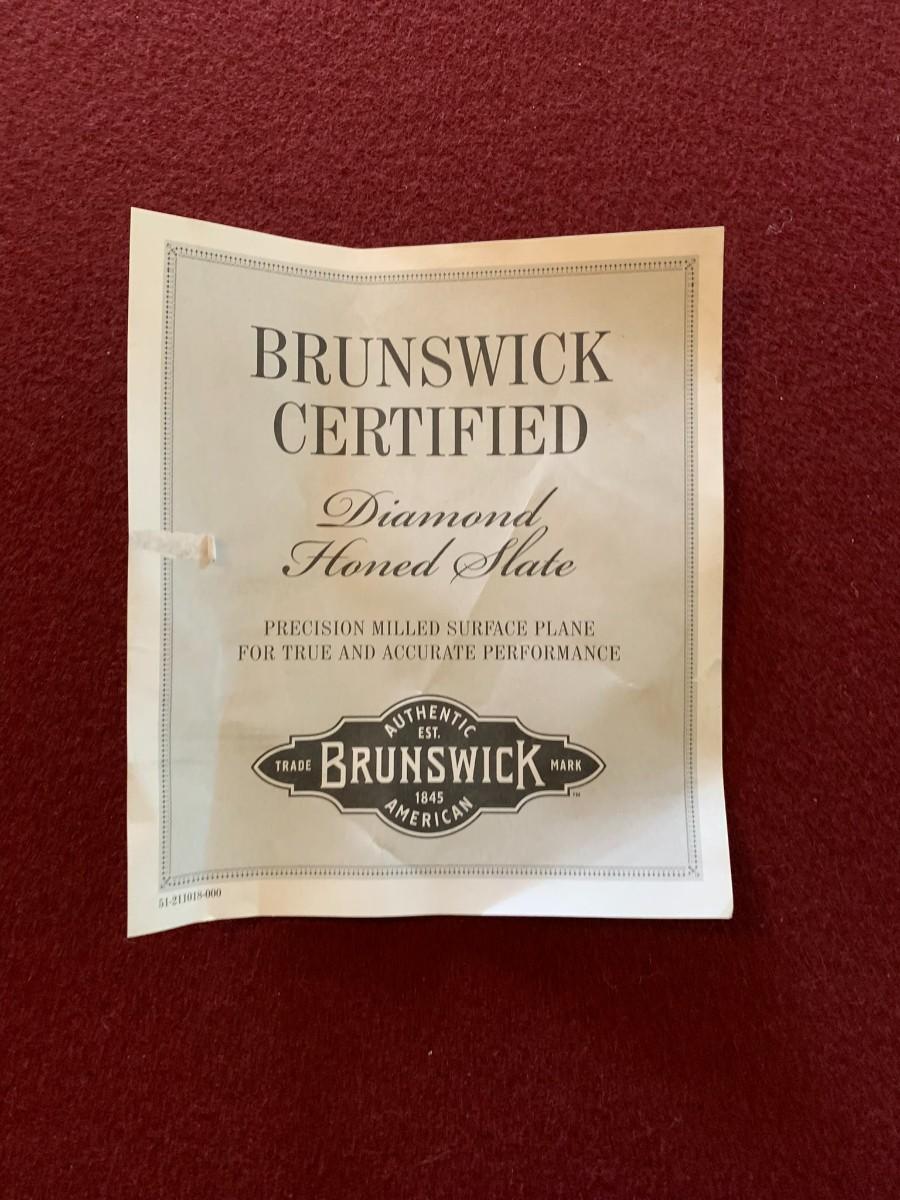 BRUNSWICK
CERTIFIED
Diamond
Honed Slate
PRECISION MILLED SURFACE PLANE
FOR TRUE AND ACCURATE PERFORMANCE
AUTHENTIC
EST.
TRADE BRUNSWICK MARK
1845
AMERICAN
™
51-211018-000